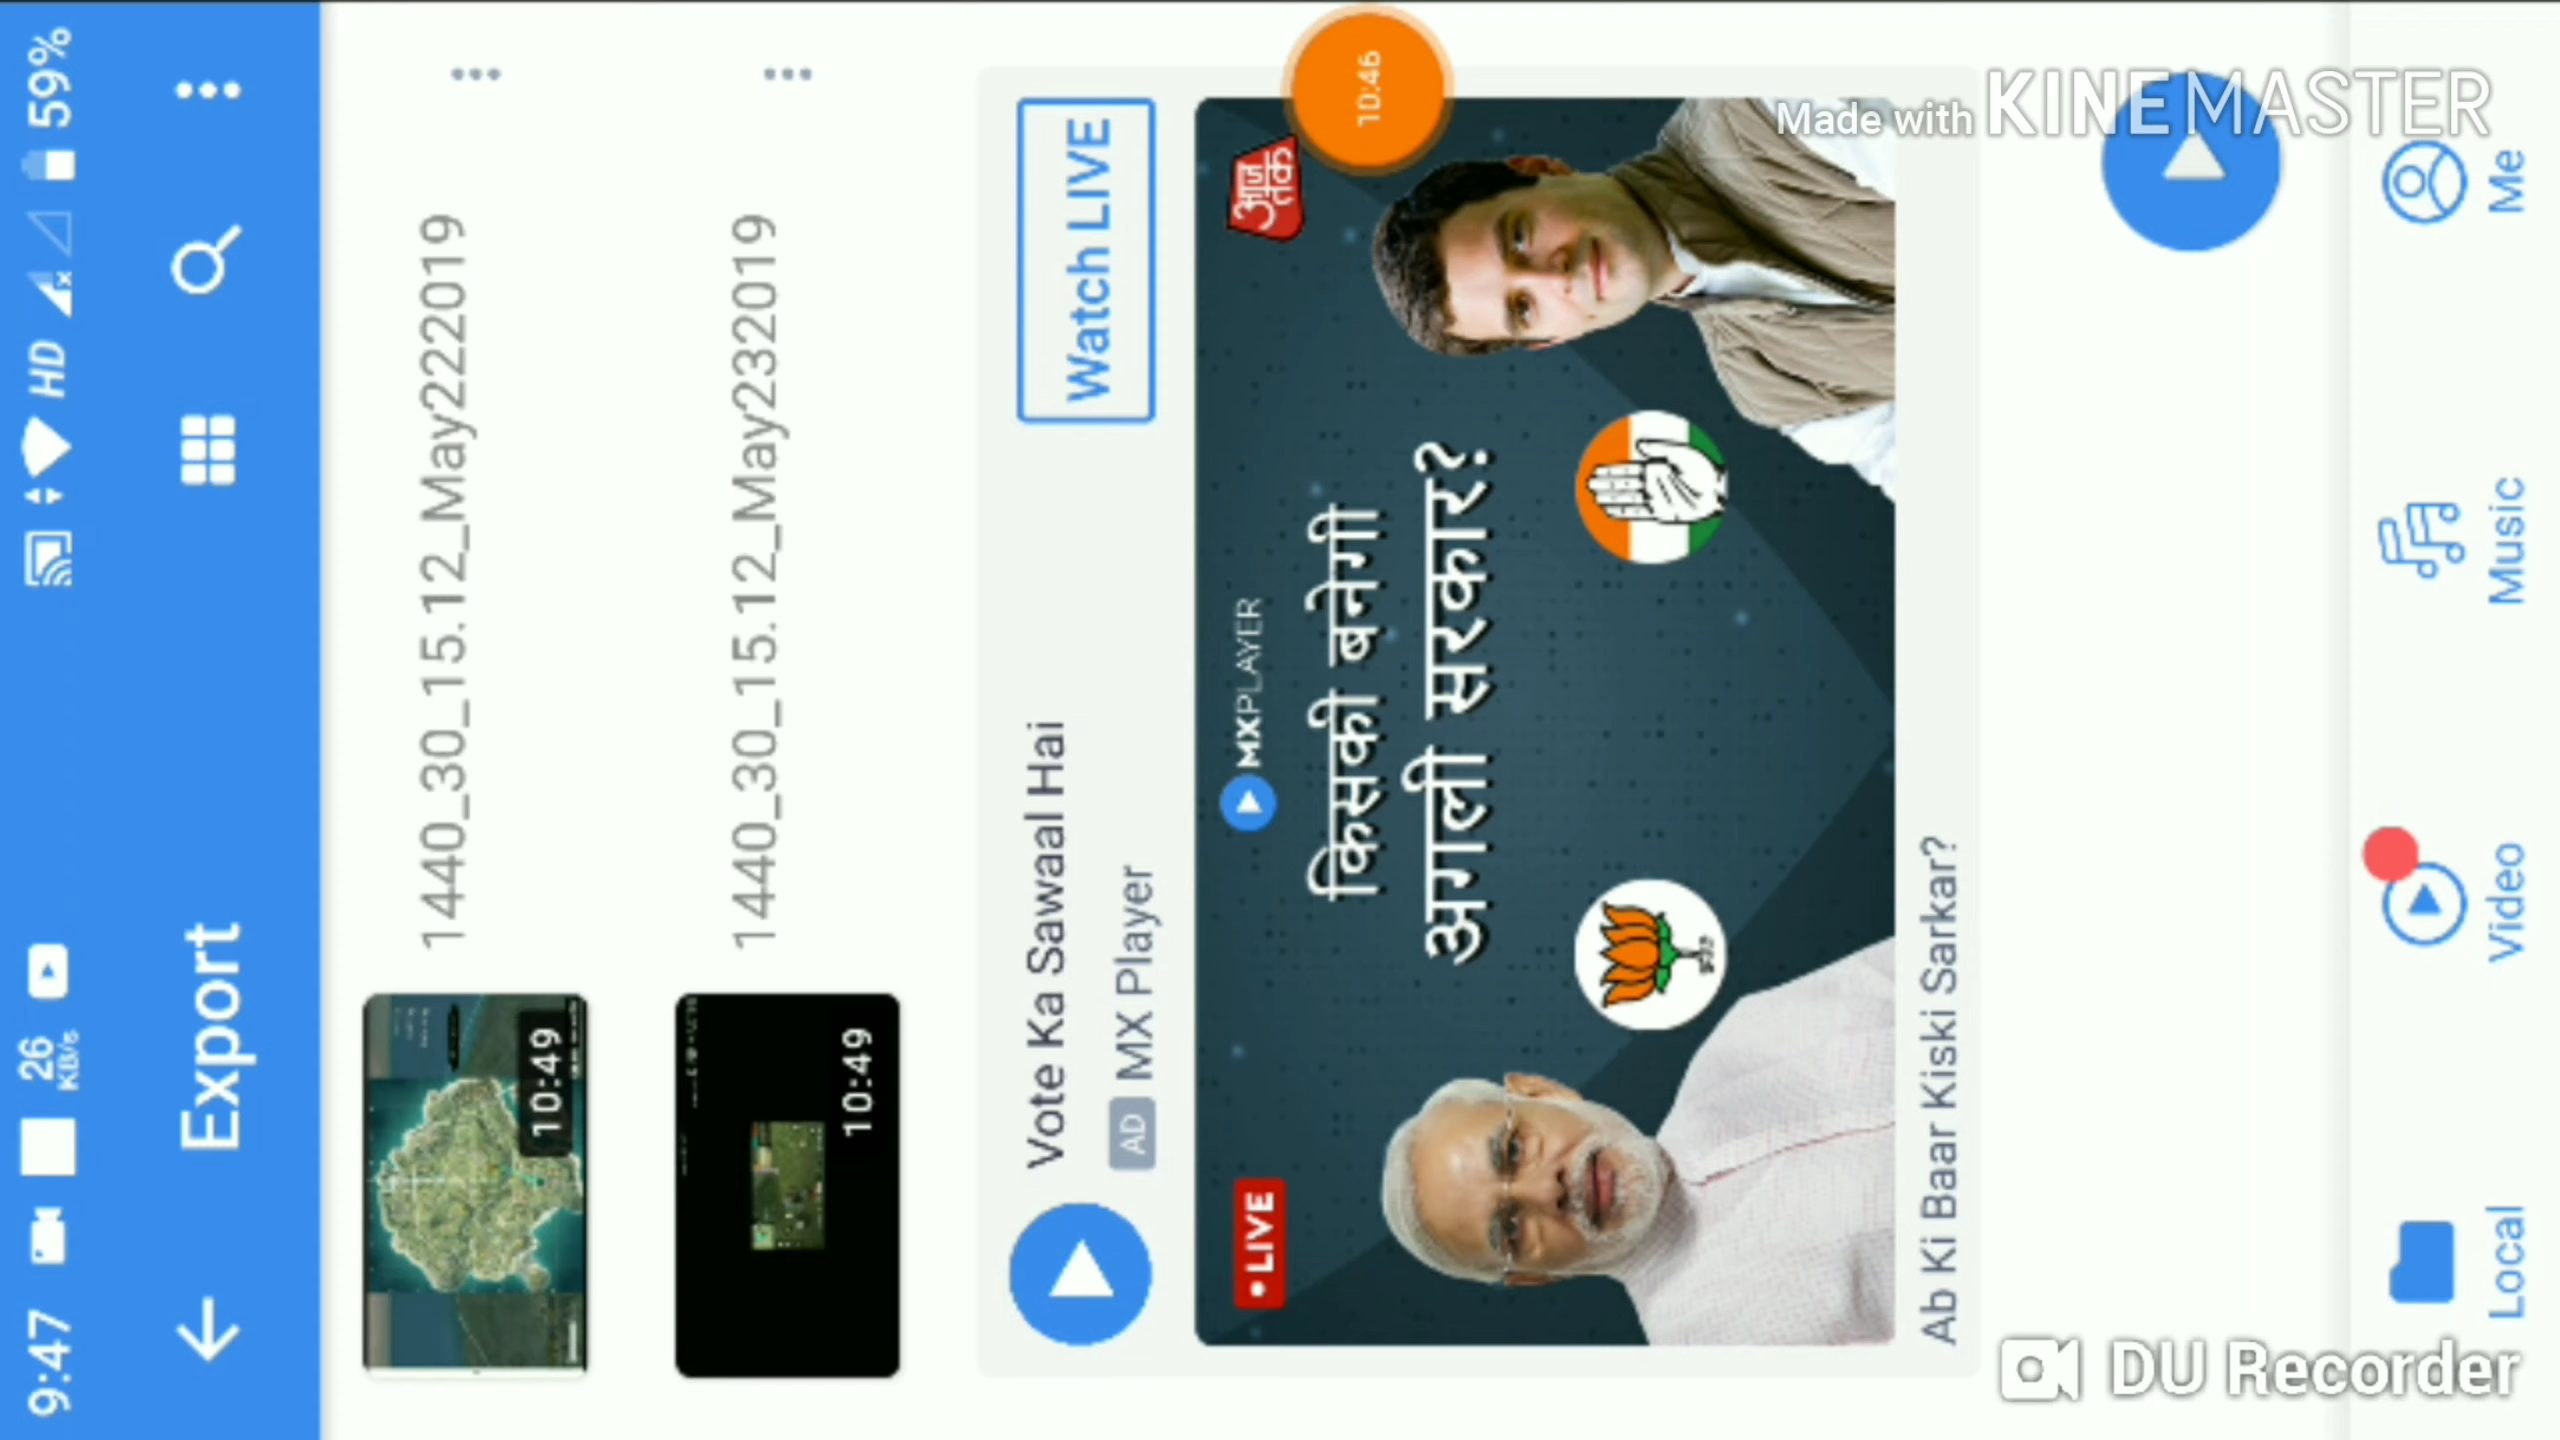 9:47
26 KB/s
HD
59%
Export
10:49
1440_30_15.12_May222019
10:49
1440_30_15.12_May232019
Vote Ka Sawaal Hai
AD MX Player
Watch LIVE
LIVE
MXPLAYER
आज तक
10:46
किसकी बनेगी
अगली सरकार?
Ab Ki Baar Kiski Sarkar?
Local
Video
Music
Me
Made with KINEMASTER
DU Recorder